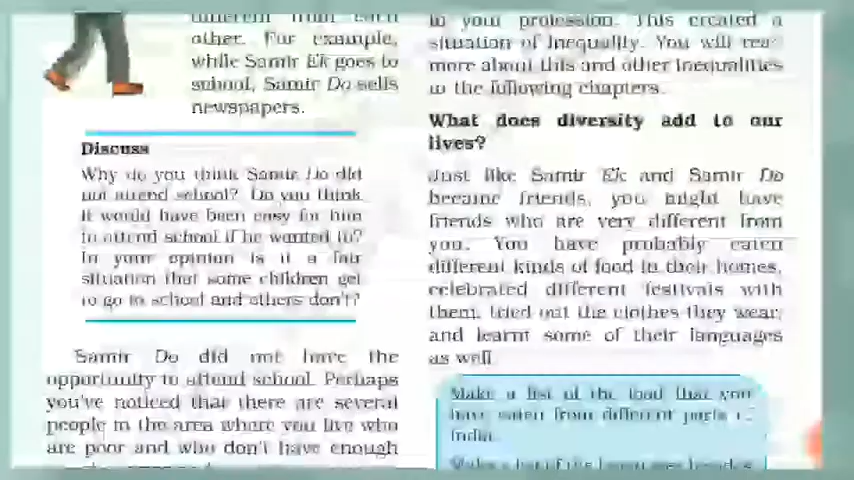 different from each
other. For example,
while Samir Ek goes to
school, Samir Do sells
newspapers.
Discuss
Why do you think Samir Do did
not attend school? Do you think
it would have been easy for him
to attend school if he wanted to?
In your opinion is it a fair
situation that some children get
to go to school and others don't?
Samir Do did not have the
opportunity to attend school. Perhaps
you've noticed that there are several
people in the area where you live who
are poor and who don't have enough
to your profession. This created a
situation of inequality. You will read
more about this and other inequalities
in the following chapters.
What does diversity add to our
lives?
Just like Samir Ek and Samir Do
became friends, you might have
friends who are very different from
you. You have probably eaten
different kinds of food in their homes,
celebrated different festivals with
them, tried out the clothes they wear,
and learnt some of their languages
as well.
Make a list of the food that you
have eaten from different parts of
India.
Make a list of the languages besides